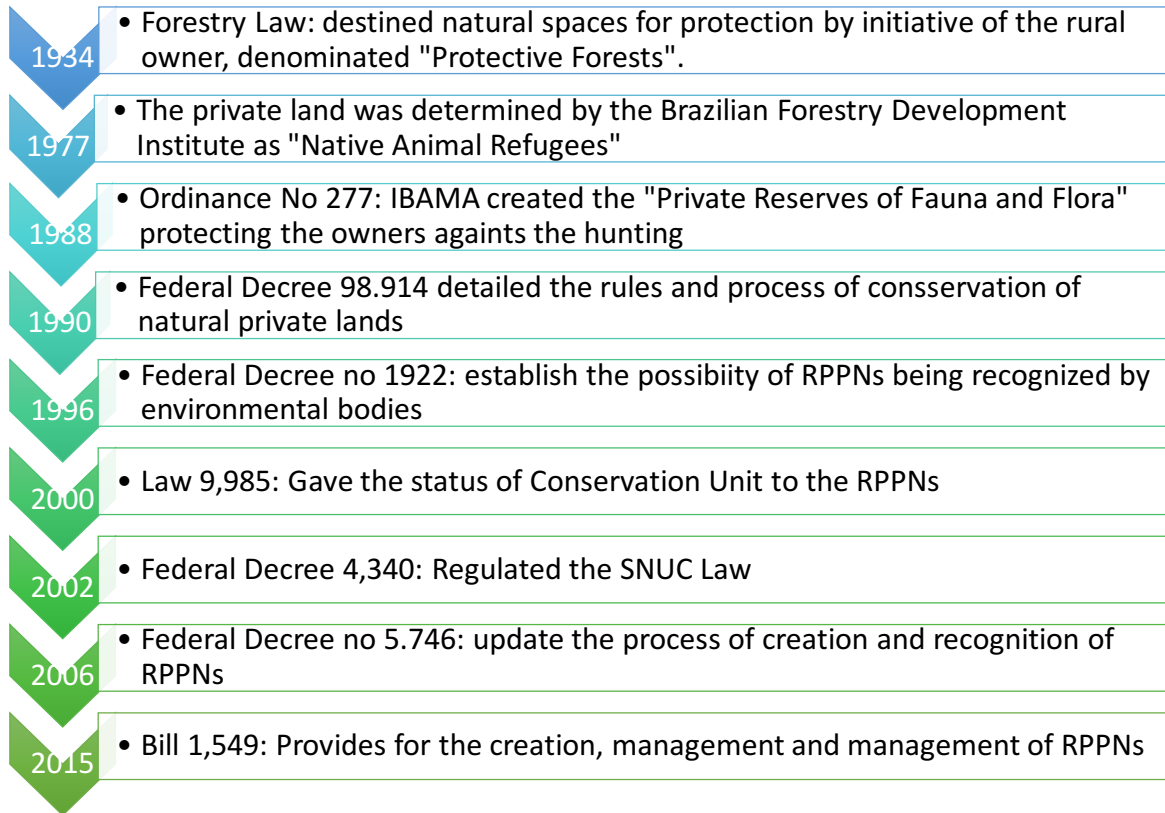 1934
• Forestry Law: destined natural spaces for protection by initiative of the rural
owner, denominated "Protective Forests".
1977
• The private land was determined by the Brazilian Forestry Development
Institute as "Native Animal Refugees"
1988
• Ordinance No 277: IBAMA created the "Private Reserves of Fauna and Flora"
protecting the owners againts the hunting
1990
• Federal Decree 98.914 detailed the rules and process of consservation of
natural private lands
1996
• Federal Decree no 1922: establish the possibiity of RPPNs being recognized by
environmental bodies
2000
• Law 9,985: Gave the status of Conservation Unit to the RPPNs
2002
• Federal Decree 4,340: Regulated the SNUC Law
2006
• Federal Decree no 5.746: update the process of creation and recognition of
RPPNs
2015
• Bill 1,549: Provides for the creation, management and management of RPPNs